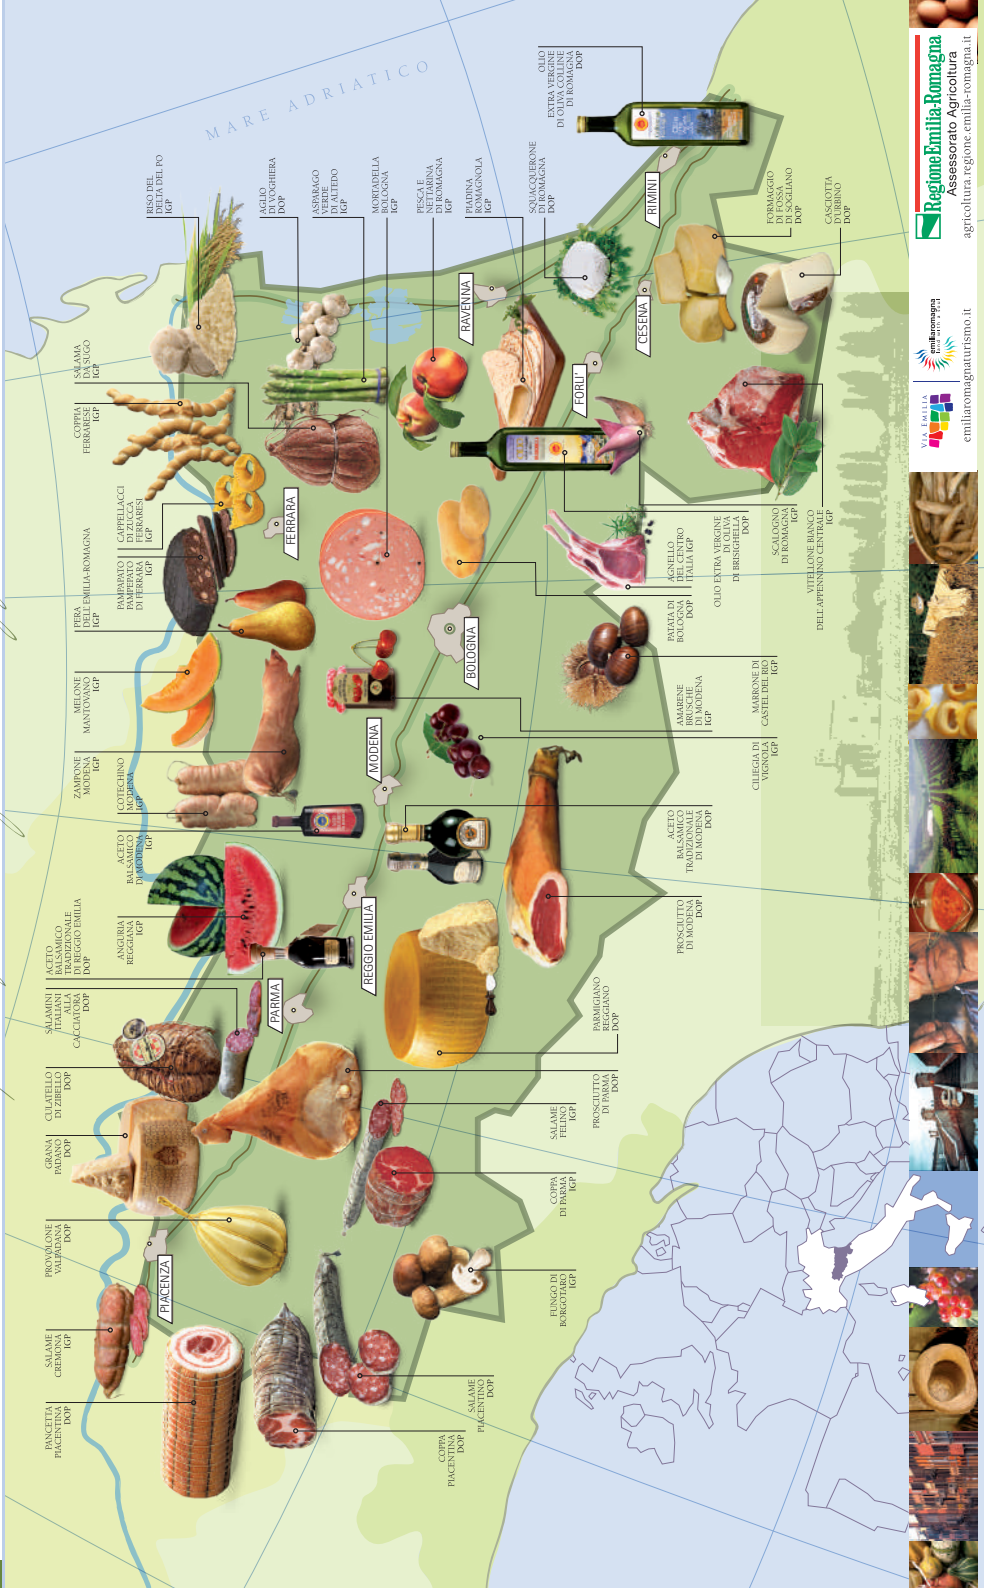 PANCETTA
PIACENTINA
DOP
SALAME
CREMONA
IGP
PROVOLONE
VALPADANA
DOP
GRANA
PADANO
DOP
CULATELLO
DI ZIBELLO
DOP
SALAMINI
ITALIANI
ALLA
CACCIATORA
DOP
ACETO
BALSAMICO
TRADIZIONALE
DI REGGIO EMILIA
DOP
ANGURIA
REGGIANA
IGP
ACETO
BALSAMICO
DI MODENA
IGP
ZAMPONE
MODENA
IGP
COTECHINO
MODENA
IGP
MELONE
MANTOVANO
IGP
PERA
DELL'EMILIA-ROMAGNA
IGP
PAMPAPATO
PAMPEPATO
DI FERRARA
IGP
CAPPELLACCI
DI ZUCCA
FERRARESI
IGP
COPPIA
FERRARESE
IGP
SALAMA
DA SUGO
IGP
RISO DEL
DELTA DEL PO
IGP
MARE ADRIATICO
AGLIO
DI VOGHIERA
DOP
ASPARAGO
VERDE
DI ALTEDO
IGP
MORTADELLA
BOLOGNA
IGP
PESCA E
NETTARINA
DI ROMAGNA
IGP
PIADINA
ROMAGNOLA
IGP
SQUACQUERONE
DI ROMAGNA
DOP
OLIO
EXTRA VERGINE
DI OLIVA COLLINE
DI ROMAGNA
DOP
PIACENZA
PARMA
REGGIO EMILIA
MODENA
BOLOGNA
FERRARA
RAVENNA
FORLI'
CESENA
RIMINI
COPPA
PIACENTINA
DOP
SALAME
PIACENTINO
DOP
FUNGO DI
BORGOTARO
IGP
COPPA
DI PARMA
IGP
SALAME
FELINO
IGP
PROSCIUTTO
DI PARMA
DOP
PARMIGIANO
REGGIANO
DOP
PROSCIUTTO
DI MODENA
DOP
ACETO
BALSAMICO
TRADIZIONALE
DI MODENA
DOP
CILIEGIA DI
VIGNOLA
IGP
AMARENE
BRUSCHE
DI MODENA
IGP
MARRONE DI
CASTEL DEL RIO
IGP
PATATA DI
BOLOGNA
DOP
AGNELLO
DEL CENTRO
ITALIA IGP
OLIO EXTRA VERGINE
DI OLIVA
DI BRISIGHELLA
DOP
SCALOGNO
DI ROMAGNA
IGP
VITELLONE BIANCO
DELL'APPENNINO CENTRALE
IGP
FORMAGGIO
DI FOSSA
DI SOGLIANO
DOP
CASCIOTTA
D'URBINO
DOP
VIA EMILIA
emiliaromagna
land with a soul
emiliaromagnaturismo.it
RegioneEmilia-Romagna
Assessorato Agricoltura
agricoltura.regione.emilia-romagna.it